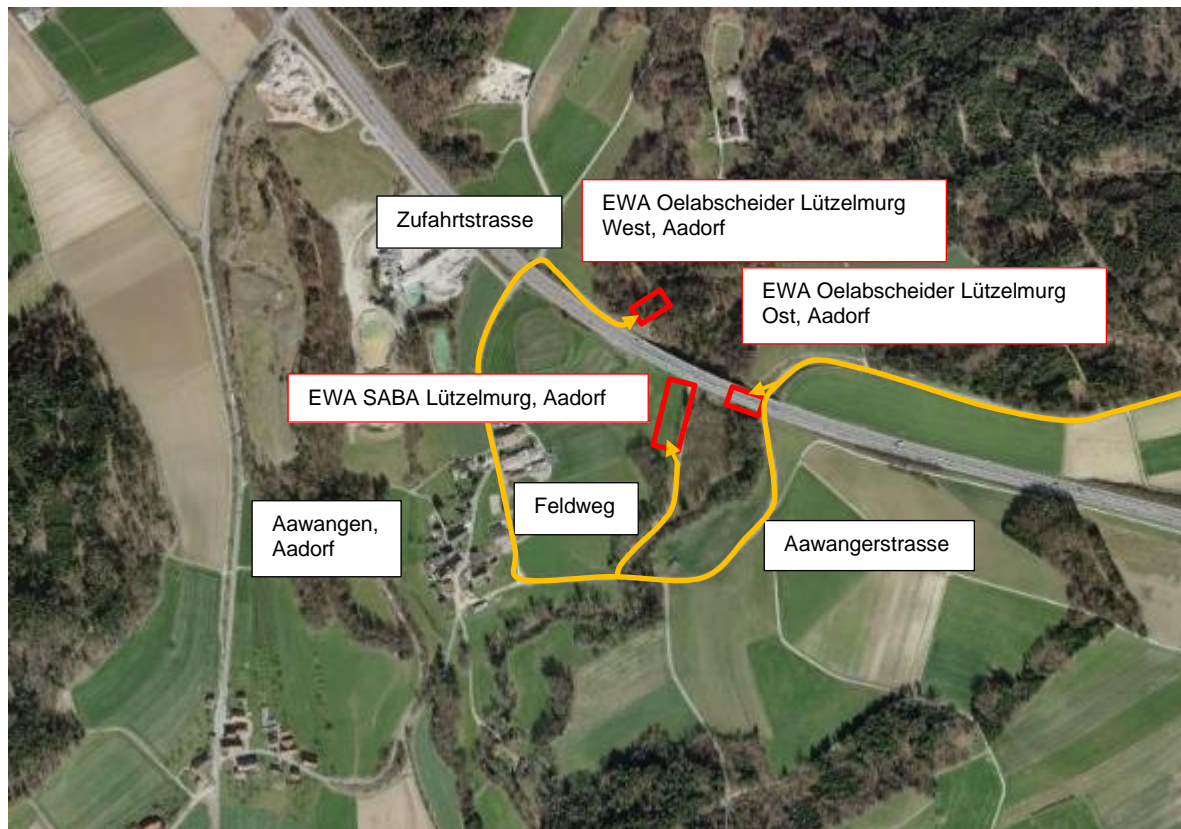 EWA Oelabscheider Lützelmurg
West, Aadorf
Zufahrtstrasse
EWA Oelabscheider Lützelmurg
Ost, Aadorf
EWA SABA Lützelmurg, Aadorf
Feldweg
Aawangen,
Aadorf
Aawangerstrasse